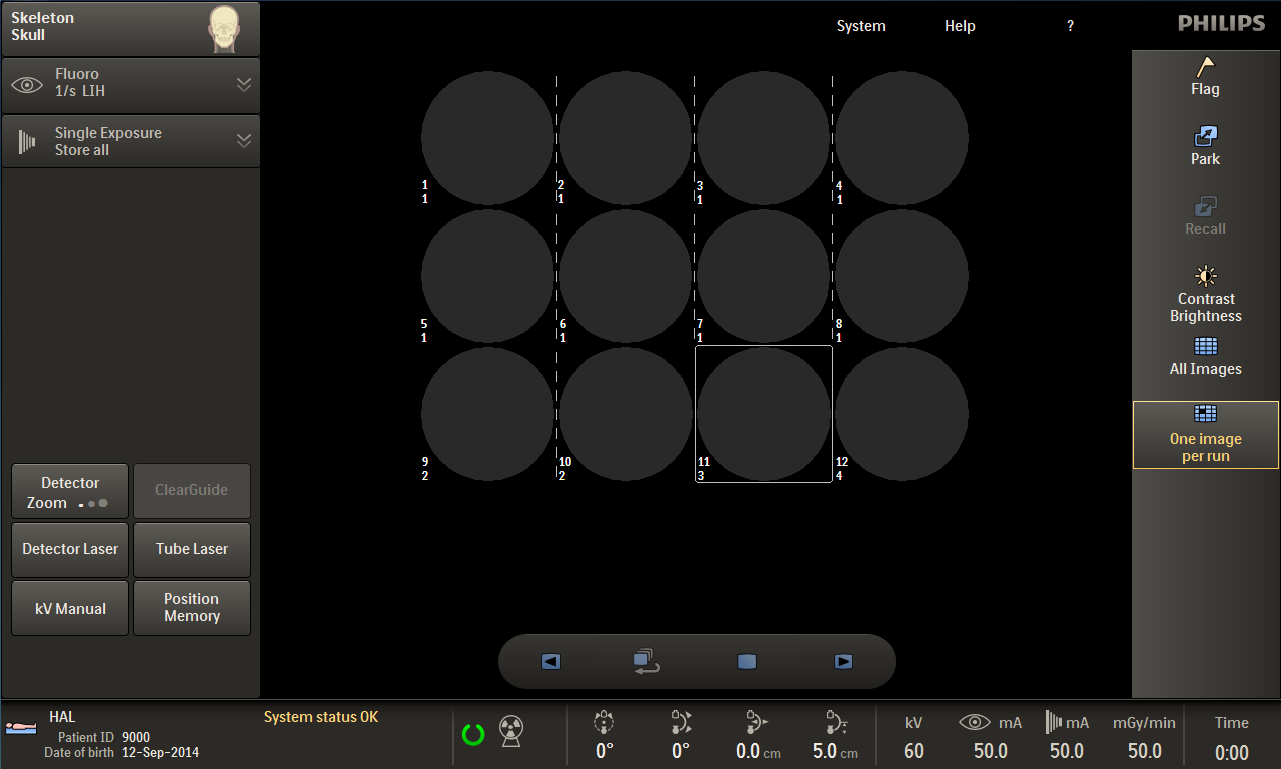 Skeleton
Skull
System
Help
?
PHILIPS
Fluoro
1/s LIH
Single Exposure
Store all
Flag
Park
Recall
Contrast
Brightness
All Images
One image
per run
1
1
2
1
3
1
4
1
5
1
6
1
7
1
8
1
9
2
10
2
11
3
12
4
Detector
Zoom
ClearGuide
Detector Laser
Tube Laser
kV Manual
Position
Memory
HAL
Patient ID 9000
Date of birth 12-Sep-2014
System status OK
0°
0°
0.0 cm
5.0 cm
kV
60
mA
50.0
mA
50.0
mGy/min
50.0
Time
0:00